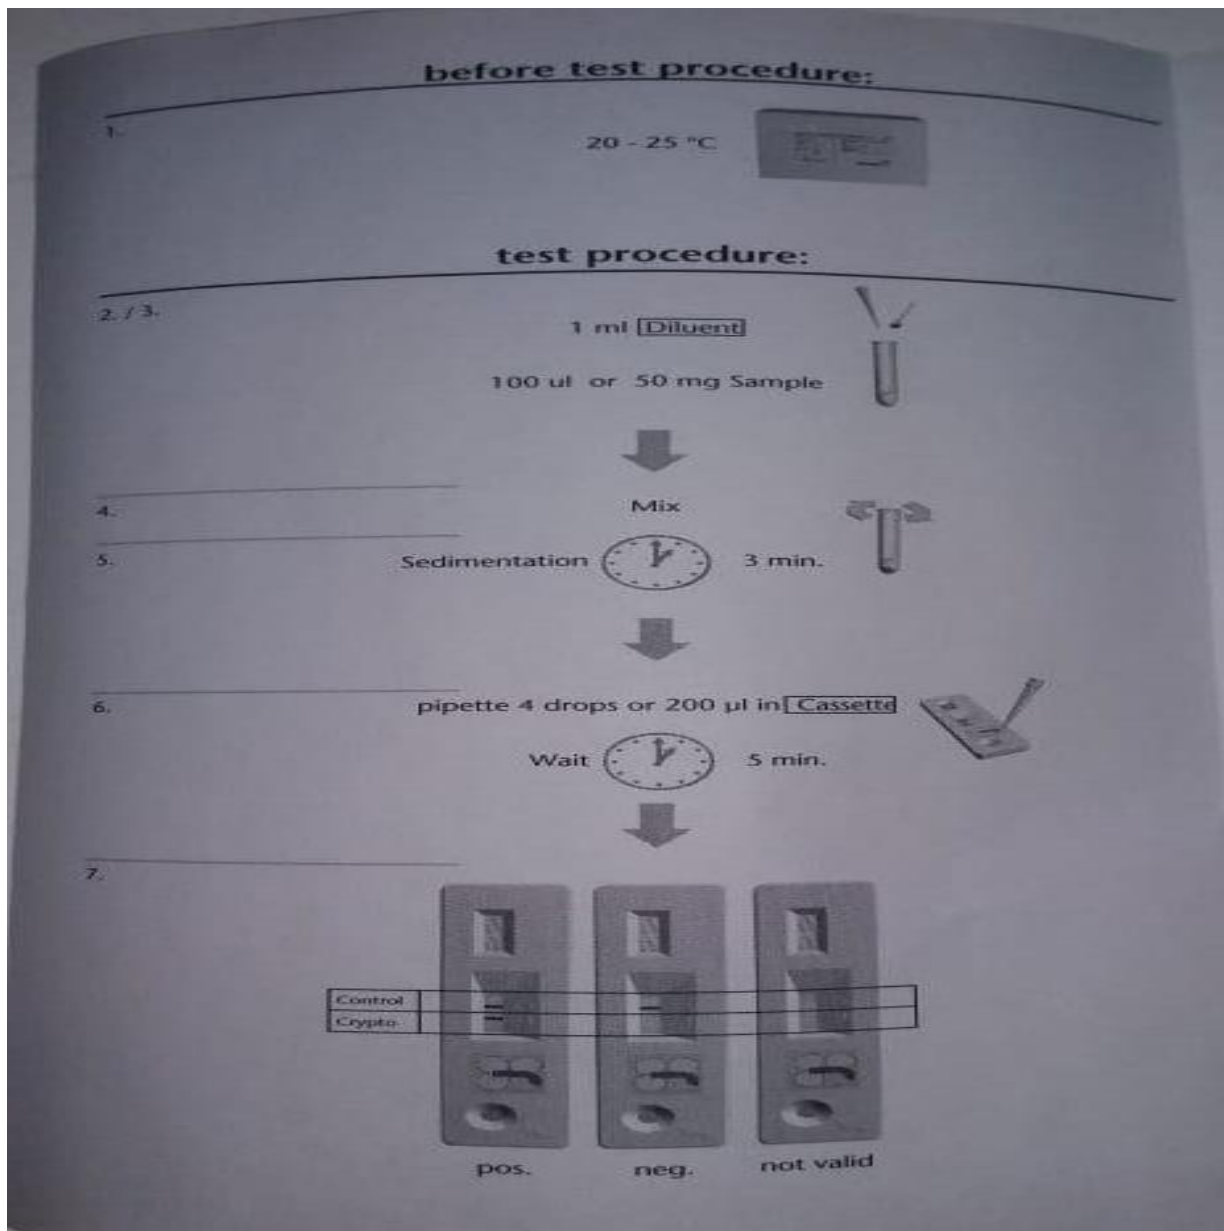 before test procedure:
1.
20 - 25 °C
test procedure:
2. / 3.
1 ml Diluent
100 ul or 50 mg Sample
4.
Mix
5.
Sedimentation 3 min.
6.
pipette 4 drops or 200 µl in Cassette
Wait 5 min.
7.
Control
Crypto
pos. neg. not valid